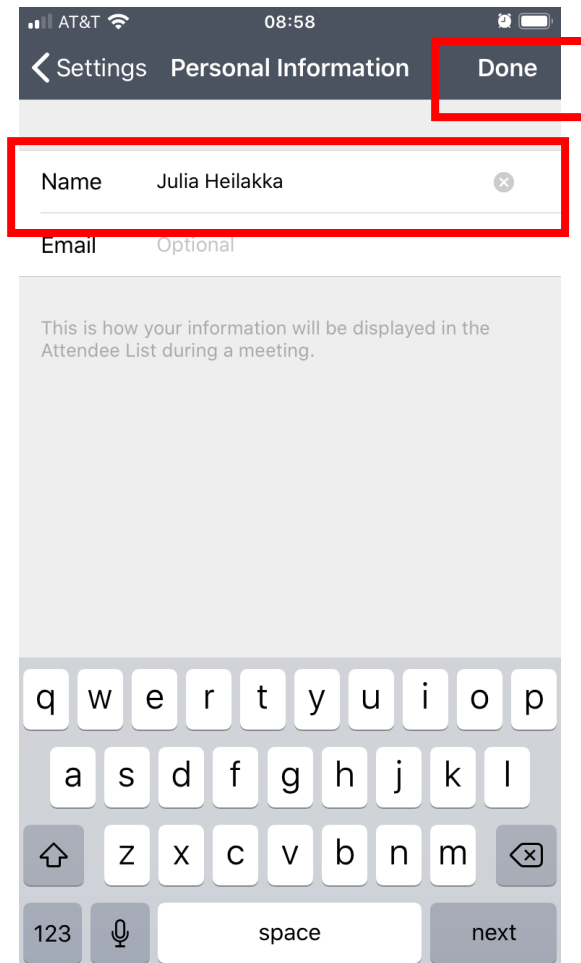 AT&T 08:58
Settings Personal Information Done
Name Julia Heilakka
Email Optional
This is how your information will be displayed in the
Attendee List during a meeting.
q w e r t y u i o p
a s d f g h j k l
z x c v b n m
123 space next